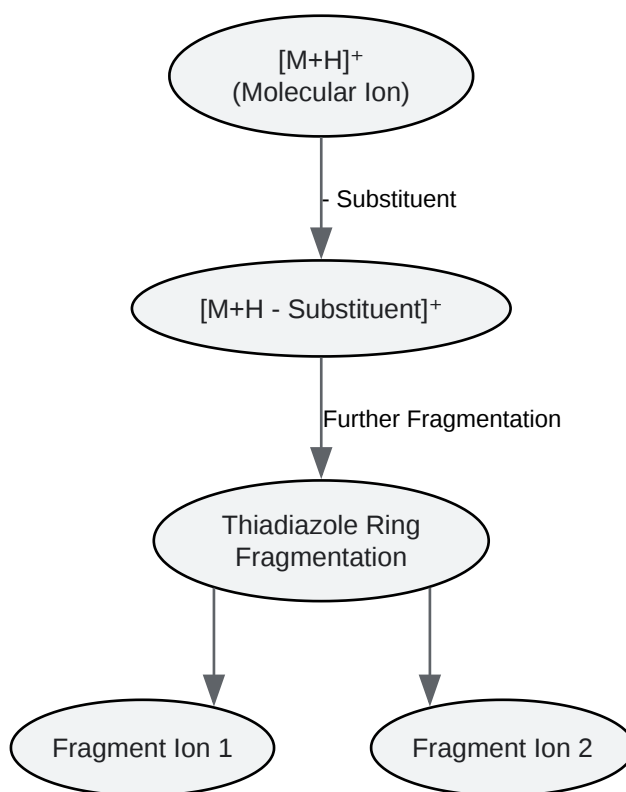 [M+H]⁺
(Molecular Ion)
- Substituent
[M+H - Substituent]⁺
Further Fragmentation
Thiadiazole Ring
Fragmentation
Fragment Ion 1
Fragment Ion 2